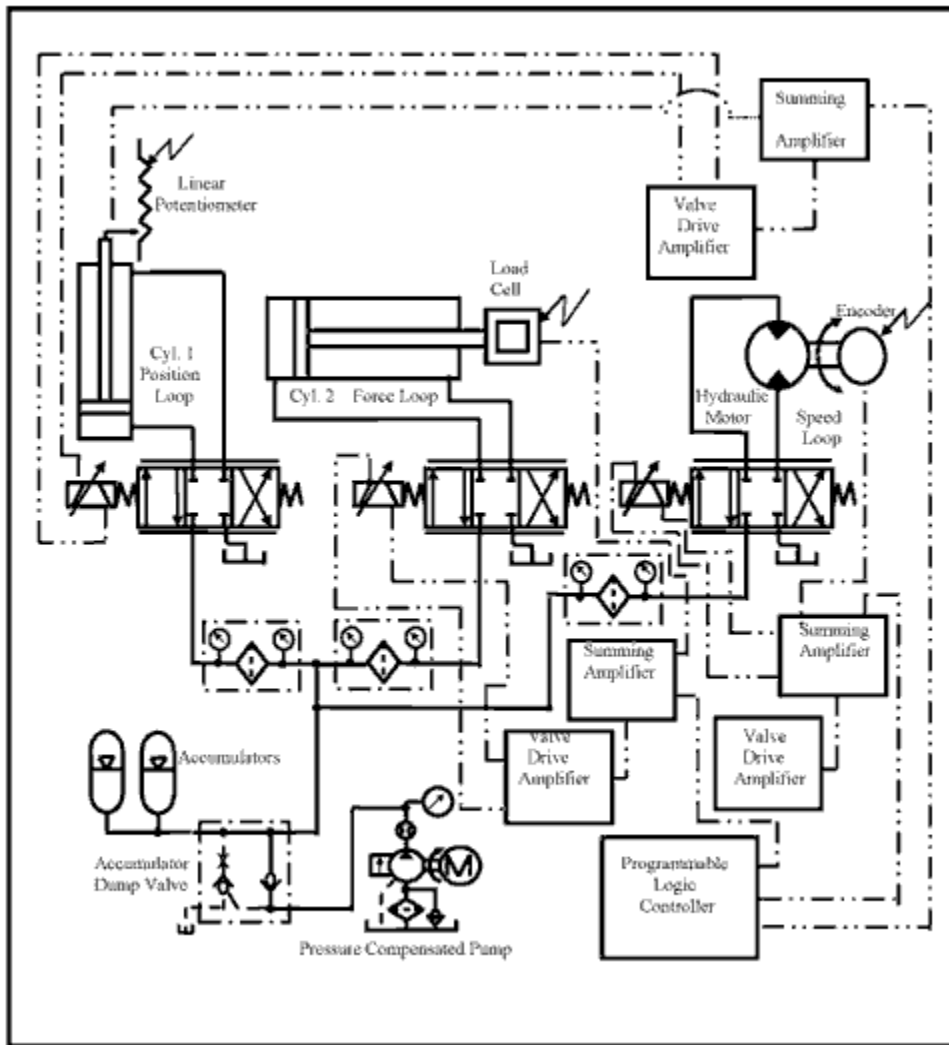 Summing
Amplifier
Linear
Potentiometer
Valve
Drive
Amplifier
Load
Cell
Encoder
Cyl. 1
Position
Loop
Cyl. 2 Force Loop
Hydraulic
Motor
Speed
Loop
Summing
Amplifier
Summing
Amplifier
Valve
Drive
Amplifier
Valve
Drive
Amplifier
Accumulators
M
Accumulator
Dump Valve
Programmable
Logic
Controller
Pressure Compensated Pump